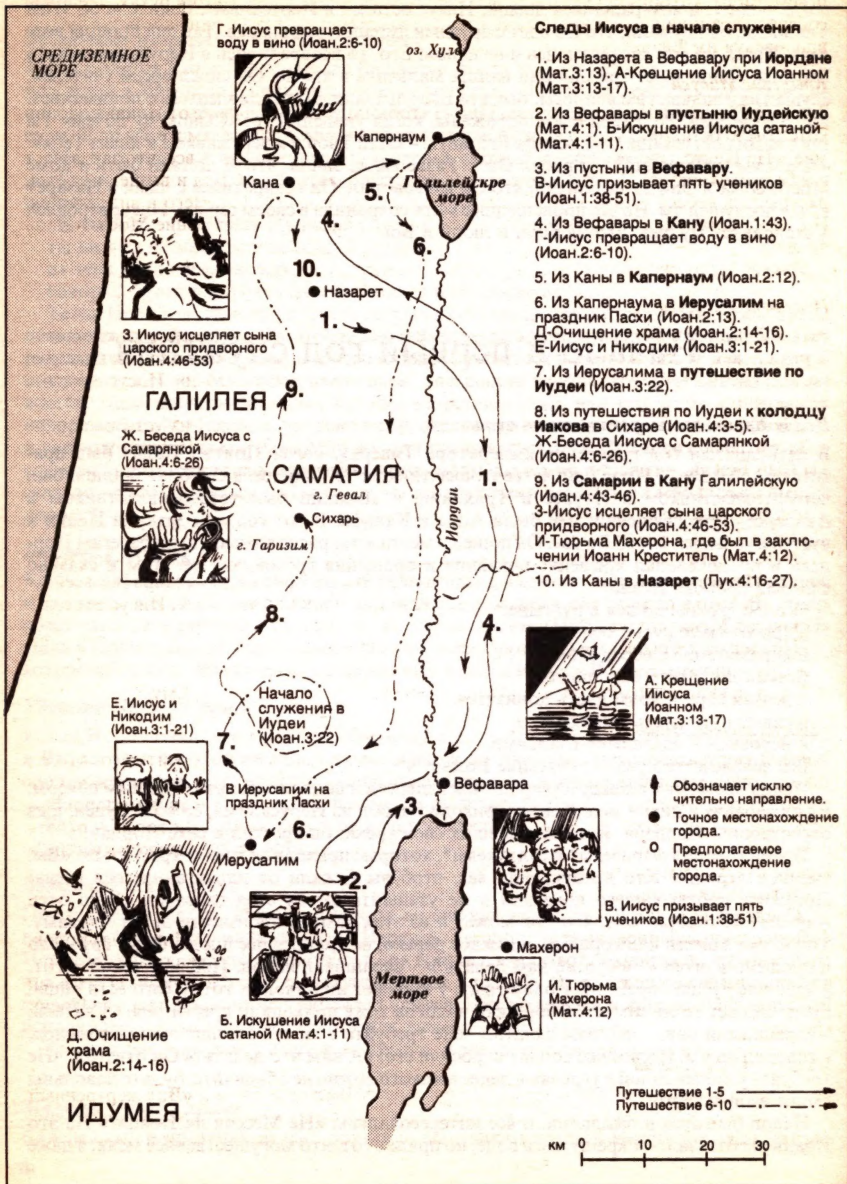 СРЕДИЗЕМНОЕ
МОРЕ
Г. Иисус превращает
воду в вино (Иоан.2:6-10)
оз. Хуле
Капернаум
Кана
Галилейскре
море
5.
4.
6.
10.
Назарет
1.
З. Иисус исцеляет сына
царского придворного
(Иоан.4:46-53)
ГАЛИЛЕЯ
9.
Ж. Беседа Иисуса с
Самарянкой
(Иоан.4:6-26)
САМАРИЯ
1.
г. Гевал
Сихарь
г. Гаризим
Иордан
8.
4.
Е. Иисус и
Никодим
(Иоан.3:1-21)
Начало
служения в
Иудеи
(Иоан.3:22)
7.
В Иерусалим на
праздник Пасхи
Вефавара
3.
6.
Иерусалим
2.
Махерон
Мертвое
море
Д. Очищение
храма
(Иоан.2:14-16)
Б. Искушение Иисуса
сатаной (Мат.4:1-11)
ИДУМЕЯ
Следы Иисуса в начале служения
1. Из Назарета в Вефавару при Иордане
(Мат.3:13). А-Крещение Иисуса Иоанном
(Мат.3:13-17).
2. Из Вефавары в пустыню Иудейскую
(Мат.4:1). Б-Искушение Иисуса сатаной
(Мат.4:1-11).
3. Из пустыни в Вефавару.
В-Иисус призывает пять учеников
(Иоан.1:38-51).
4. Из Вефавары в Кану (Иоан.1:43).
Г-Иисус превращает воду в вино
(Иоан.2:6-10).
5. Из Каны в Капернаум (Иоан.2:12).
6. Из Капернаума в Иерусалим на
праздник Пасхи (Иоан.2:13).
Д-Очищение храма (Иоан.2:14-16).
Е-Иисус и Никодим (Иоан.3:1-21).
7. Из Иерусалима в путешествие по
Иудеи (Иоан.3:22).
8. Из путешествия по Иудеи к колодцу
Иакова в Сихаре (Иоан.4:3-5).
Ж-Беседа Иисуса с Самарянкой
(Иоан.4:6-26).
9. Из Самарии в Кану Галилейскую
(Иоан.4:43-46).
З-Иисус исцеляет сына царского
придворного (Иоан.4:46-53).
И-Тюрьма Махерона, где был в заклю-
чении Иоанн Креститель (Мат.4:12).
10. Из Каны в Назарет (Лук.4:16-27).
А. Крещение
Иисуса
Иоанном
(Мат.3:13-17)
Обозначает исклю
чительно направление.
Точное местонахождение
города.
Предполагаемое
местонахождение
города.
В. Иисус призывает пять
учеников (Иоан.1:38-51)
И. Тюрьма
Махерона
(Мат.4:12)
Путешествие 1-5
Путешествие 6-10
км 0 10 20 30